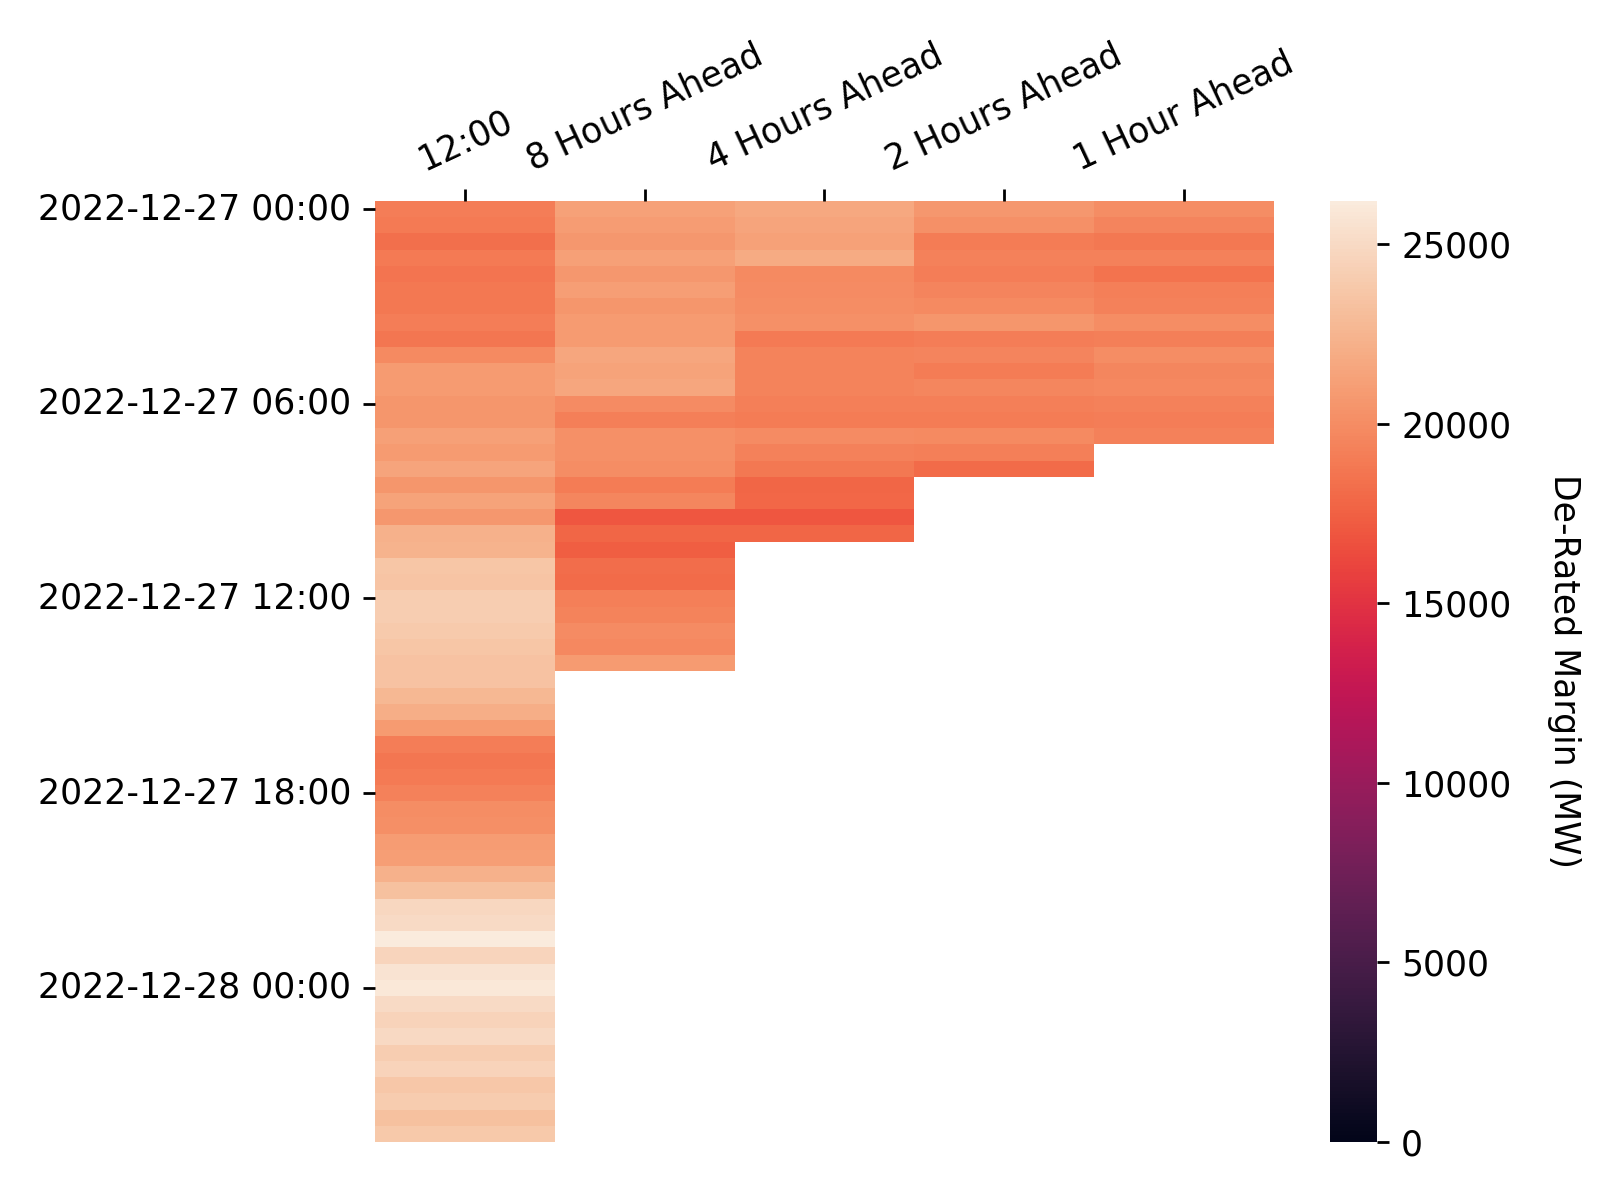 12:00
8 Hours Ahead
4 Hours Ahead
2 Hours Ahead
1 Hour Ahead
2022-12-27 00:00
2022-12-27 06:00
2022-12-27 12:00
2022-12-27 18:00
2022-12-28 00:00
25000
20000
15000
10000
5000
0
De-Rated Margin (MW)